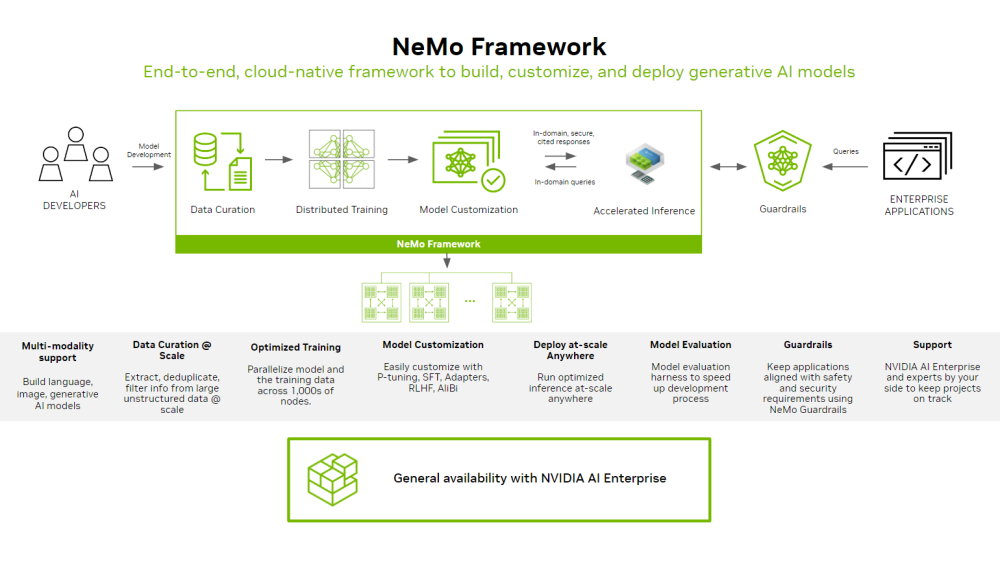 NeMo Framework
End-to-end, cloud-native framework to build, customize, and deploy generative AI models
AI
DEVELOPERS
Model
Development
Data Curation
Distributed Training
Model Customization
In-domain, secure,
cited responses
In-domain queries
Accelerated Inference
Guardrails
Queries
ENTERPRISE
APPLICATIONS
NeMo Framework
...
Multi-modality
support
Build language,
image, generative
AI models
Data Curation @
Scale
Extract, deduplicate,
filter info from large
unstructured data @
scale
Optimized Training
Parallelize model and
the training data
across 1,000s of
nodes.
Model Customization
Easily customize with
P-tuning, SFT, Adapters,
RLHF, AliBi
Deploy at-scale
Anywhere
Run optimized
inference at-scale
anywhere
Model Evaluation
Model evaluation
harness to speed
up development
process
Guardrails
Keep applications
aligned with safety
and security
requirements using
NeMo Guardrails
Support
NVIDIA AI Enterprise
and experts by your
side to keep projects
on track
General availability with NVIDIA AI Enterprise